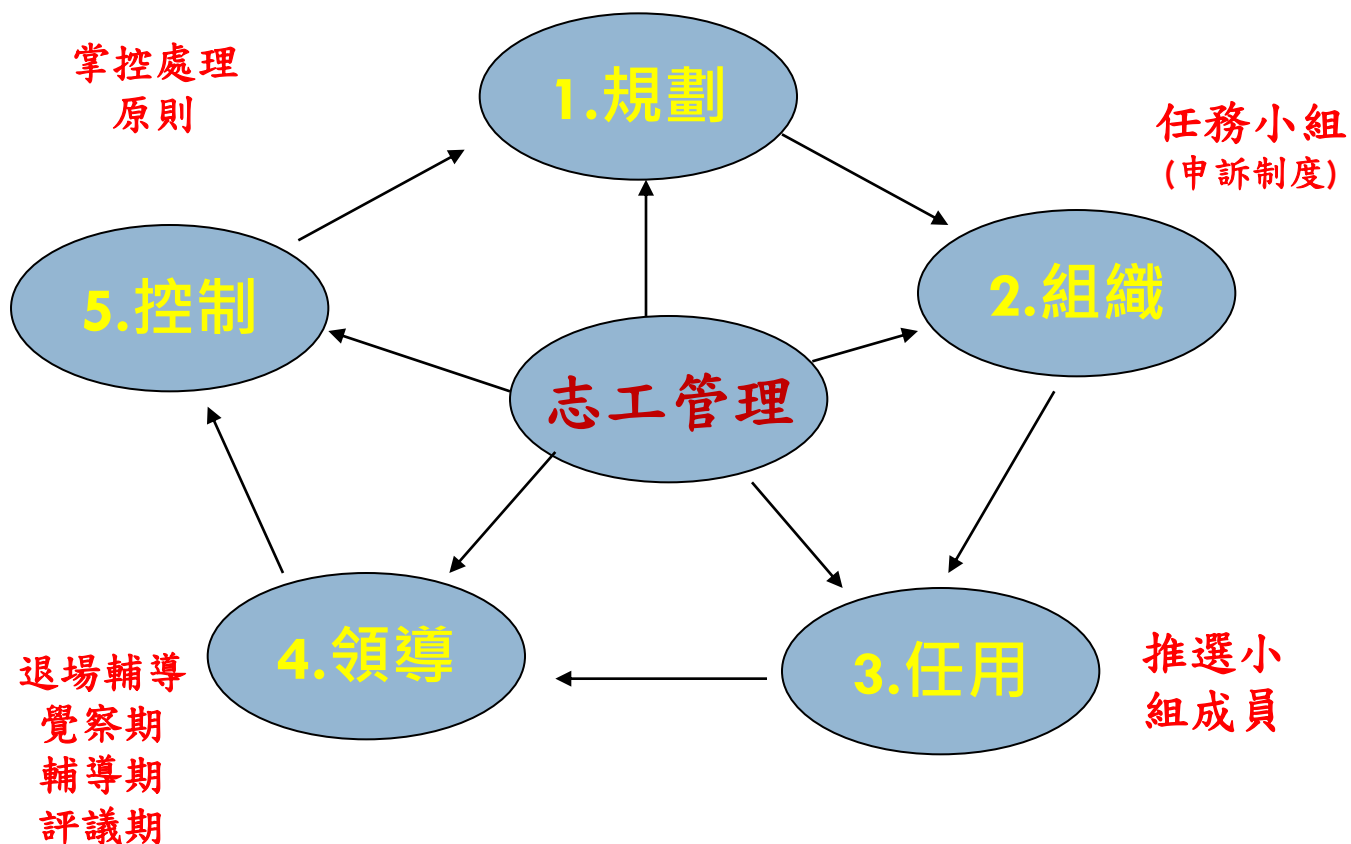 掌控處理
原則
1.規劃
任務小組
(申訴制度)
5.控制
2.組織
志工管理
4.領導
3.任用
退場輔導
覺察期
輔導期
評議期
推選小
組成員